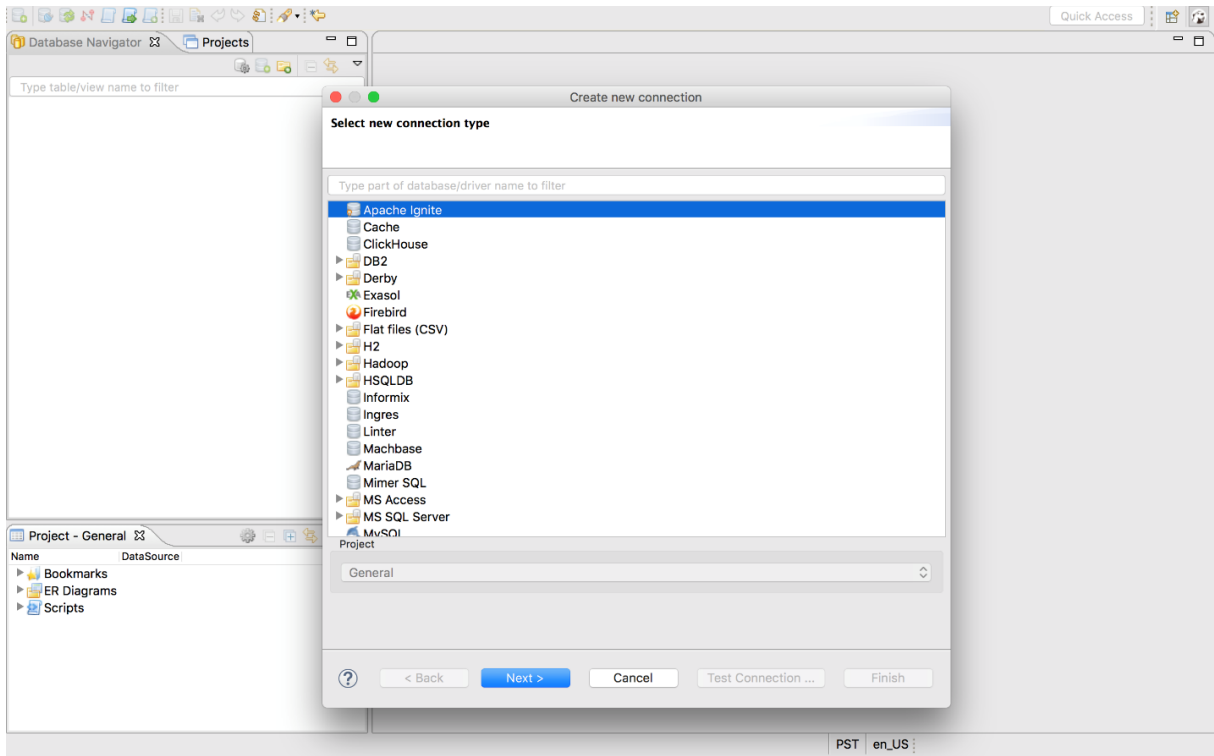 Quick Access
Database Navigator Projects
Type table/view name to filter
Create new connection
Select new connection type
Type part of database/driver name to filter
Apache Ignite
Cache
ClickHouse
DB2
Derby
Exasol
Firebird
Flat files (CSV)
H2
Hadoop
HSQLDB
Informix
Ingres
Linter
Machbase
MariaDB
Mimer SQL
MS Access
MS SQL Server
MySQL
Project
General
Project - General
Name DataSource
Bookmarks
ER Diagrams
Scripts
? < Back Next > Cancel Test Connection ... Finish
PST en_US